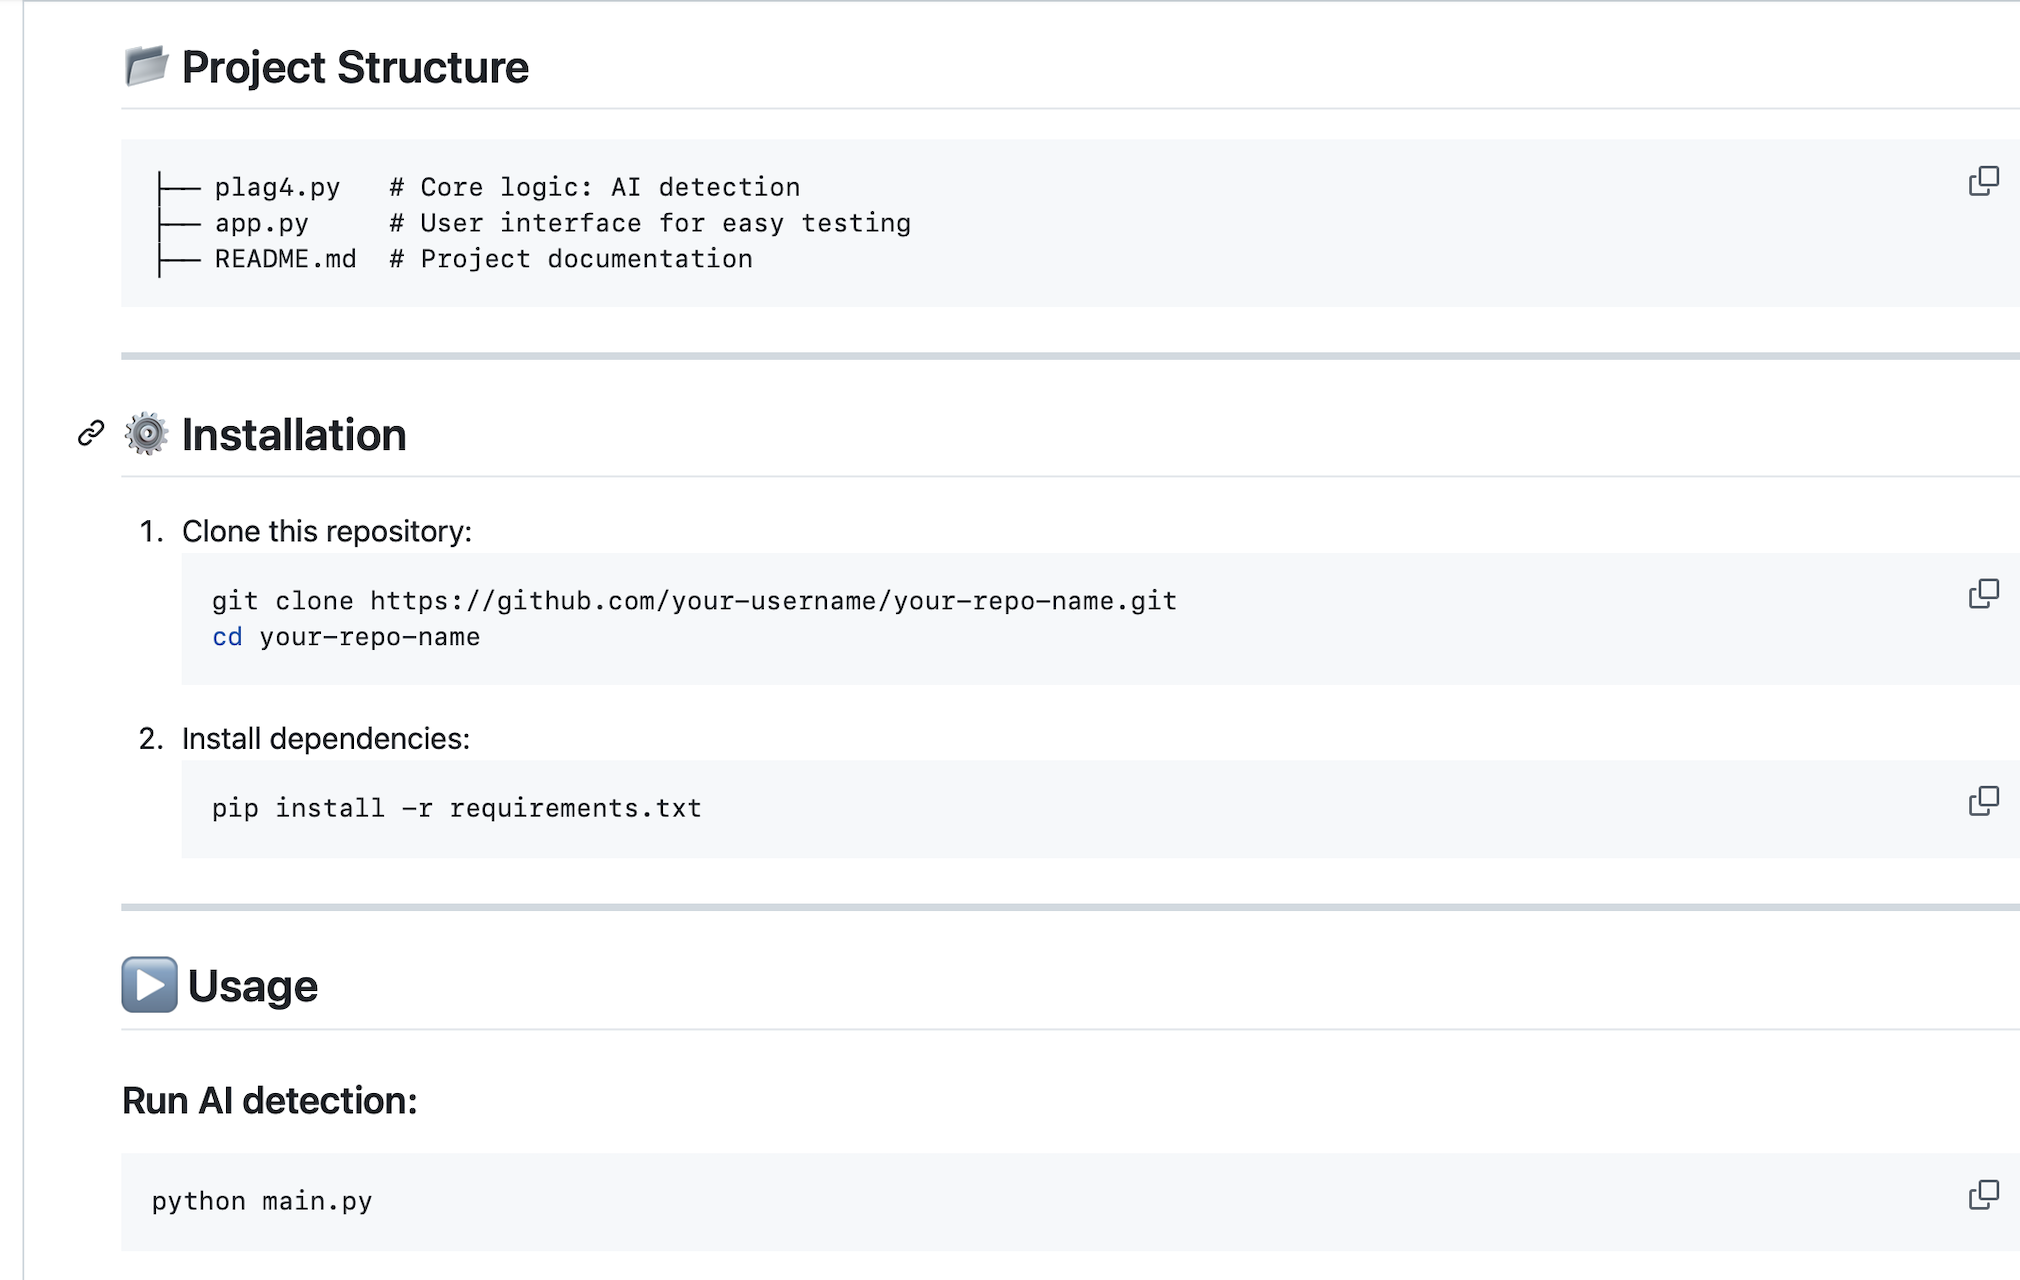 📂 Project Structure
├── plag4.py   # Core logic: AI detection
├── app.py     # User interface for easy testing
├── README.md  # Project documentation
⚙️ Installation
1. Clone this repository:
git clone https://github.com/your-username/your-repo-name.git
cd your-repo-name
2. Install dependencies:
pip install -r requirements.txt
▶️ Usage
Run AI detection:
python main.py